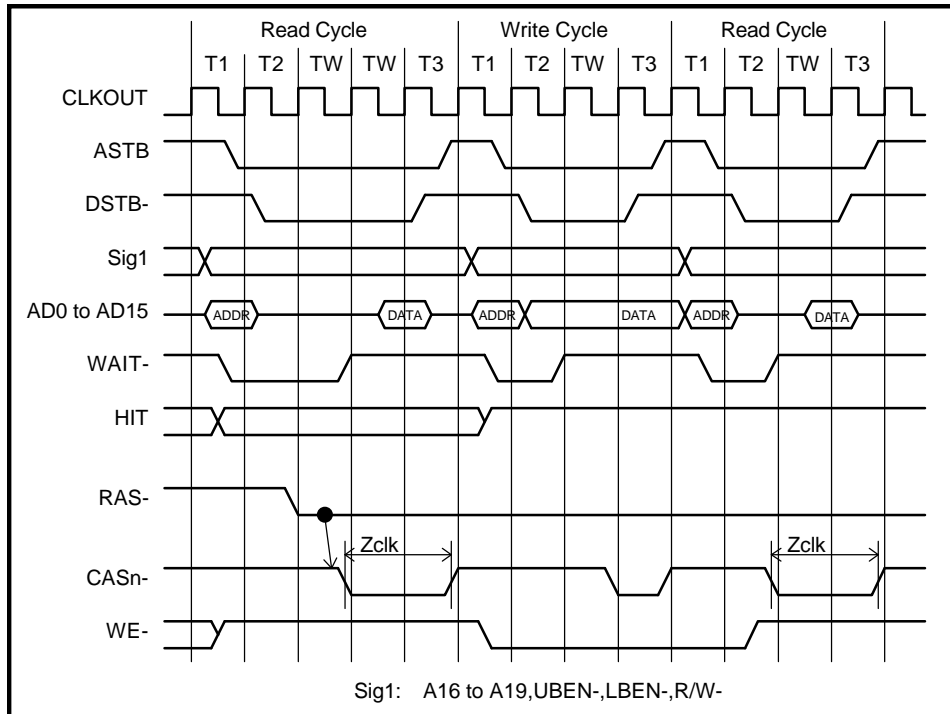 Read Cycle Write Cycle Read Cycle
T1 T2 TW TW T3 T1 T2 TW T3 T1 T2 TW T3
CLKOUT
ASTB
DSTB-
Sig1
AD0 to AD15 ADDR DATA ADDR DATA ADDR DATA
WAIT-
HIT
RAS-
Zclk Zclk
CASn-
WE-
Sig1: A16 to A19,UBEN-,LBEN-,R/W-